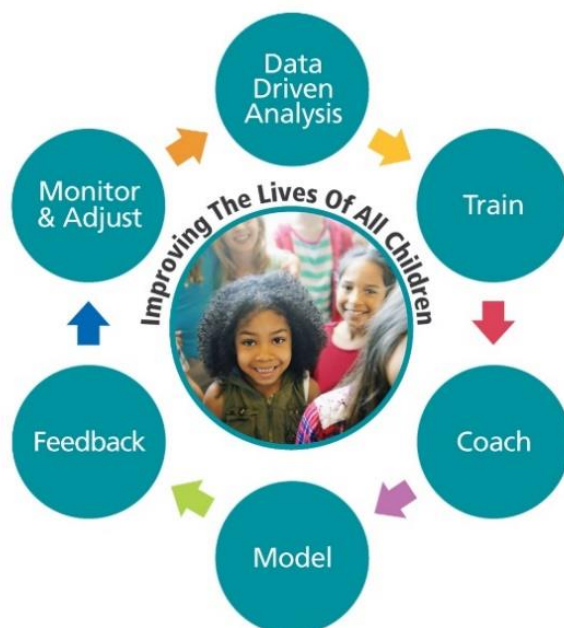 Data
Driven
Analysis
Train
Coach
Model
Feedback
Monitor
& Adjust
Improving The Lives Of All Children